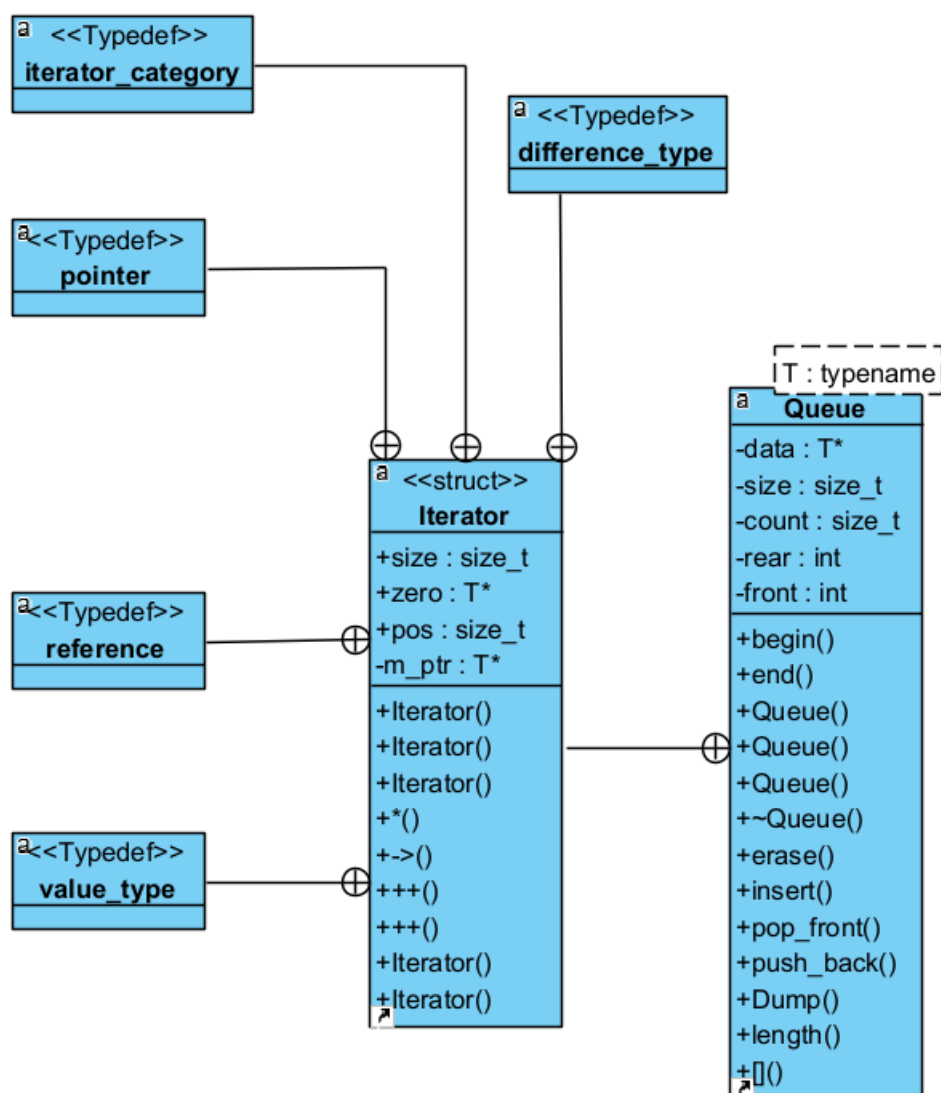 a
<<Typedef>>
iterator_category
a
<<Typedef>>
difference_type
a
<<Typedef>>
pointer
T : typename
a
Queue
-data : T*
-size : size_t
-count : size_t
-rear : int
-front : int
+begin()
+end()
+Queue()
+Queue()
+Queue()
+~Queue()
+erase()
+insert()
+pop_front()
+push_back()
+Dump()
+length()
+[]()
a
<<struct>>
Iterator
+size : size_t
+zero : T*
+pos : size_t
-m_ptr : T*
+Iterator()
+Iterator()
+Iterator()
+*()
+->()
+++()
+++()
+Iterator()
+Iterator()
a
<<Typedef>>
reference
a
<<Typedef>>
value_type